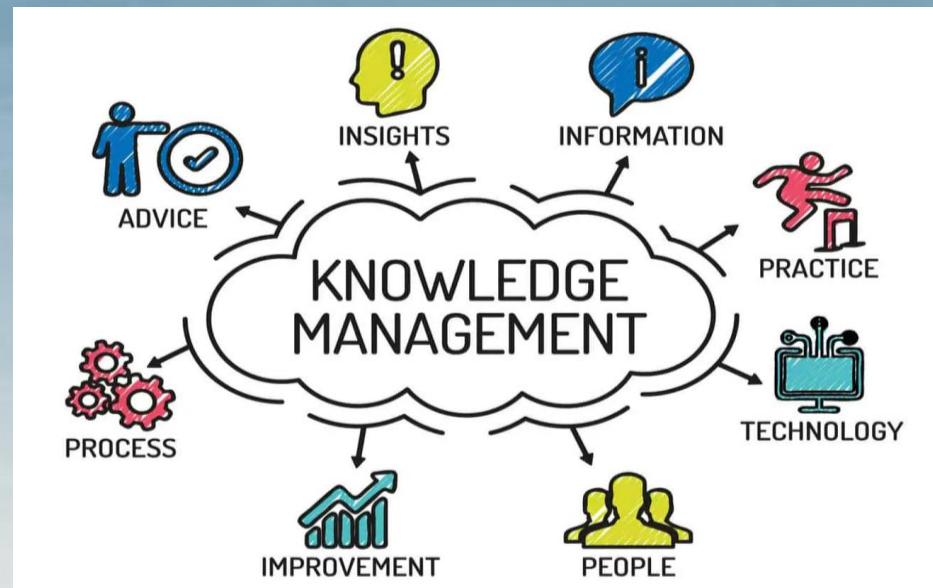 INSIGHTS
INFORMATION
ADVICE
PRACTICE
KNOWLEDGE
MANAGEMENT
TECHNOLOGY
PROCESS
IMPROVEMENT
PEOPLE